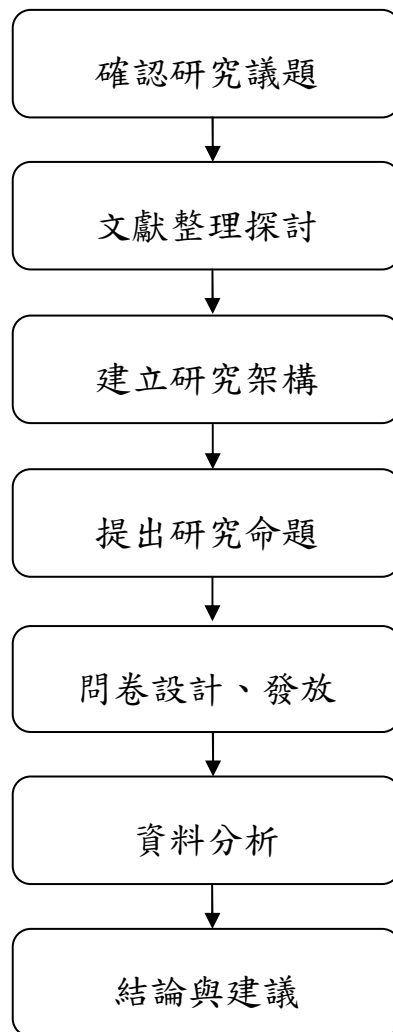 確認研究議題
文獻整理探討
建立研究架構
提出研究命題
問卷設計、發放
資料分析
結論與建議